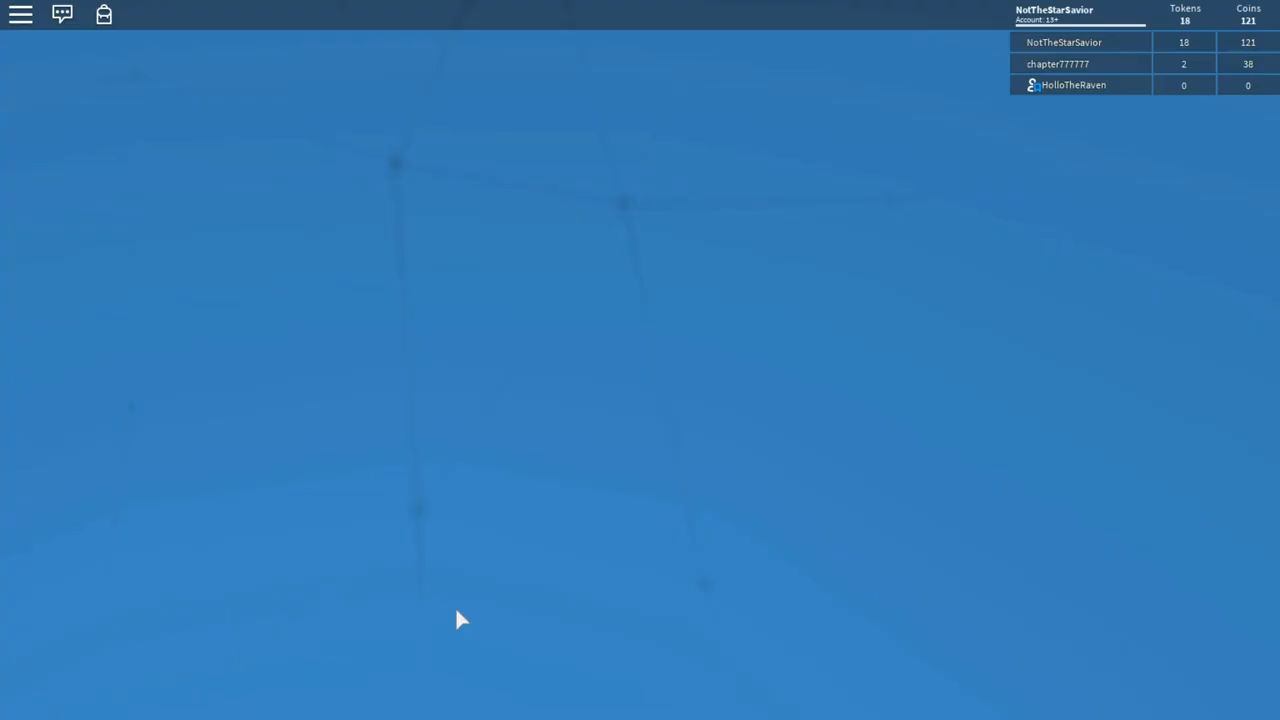 NotTheStarSavior Tokens Coins
Account: 13+ 18 121
NotTheStarSavior 18 121
chapter777777 2 38
HolloTheRaven 0 0